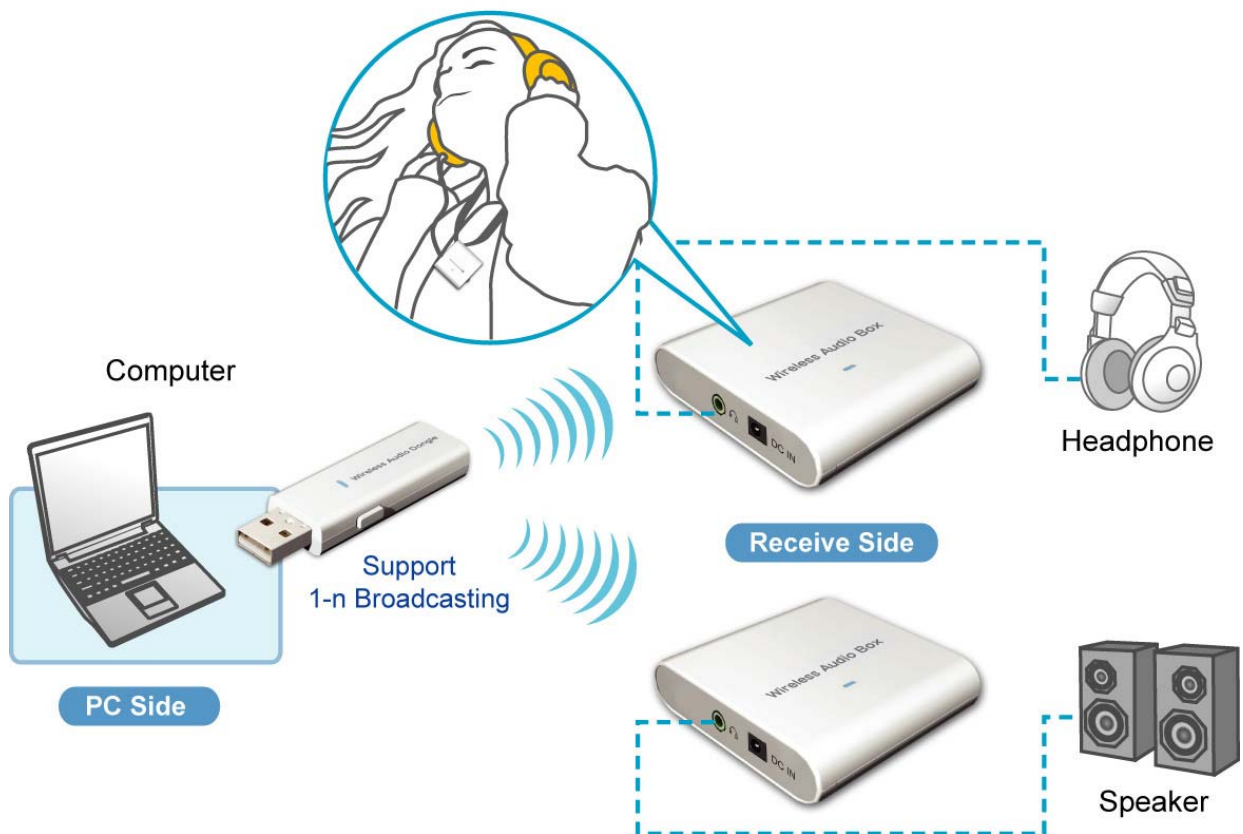 Computer
Wireless Audio Dongle
Support
1-n Broadcasting
PC Side
Wireless Audio Box
DC IN
Headphone
Receive Side
Wireless Audio Box
DC IN
Speaker